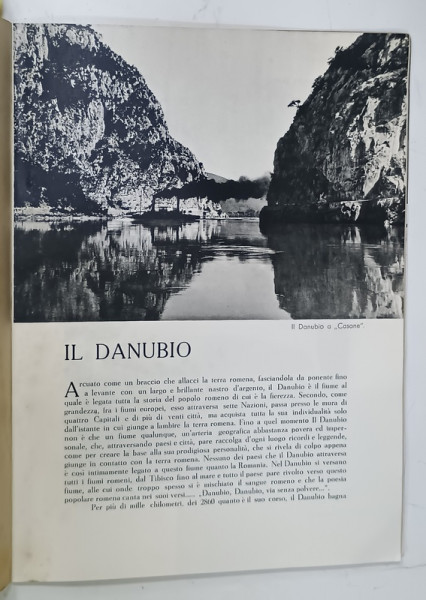 Il Danubio a „Cazane".
IL DANUBIO
Arcuato come un braccio che allacci la terra romena, fasciandola da ponente fino
a levante con un largo e brillante nastro d'argento, il Danubio è il fiume al
quale è legata tutta la storia del popolo romeno di cui è la fierezza. Secondo, come
grandezza, fra i fiumi europei, esso attraversa sette Nazioni, passa presso le mura di
quattro Capitali e di più di venti città, ma acquista tutta la sua individualità solo
dall'istante in cui giunge a lambire la terra romena. Fino a quel momento Il Danubio
non è che un fiume qualunque, un'arteria geografica abbastanza povera ed imper-
sonale, che, attraversando paesi e città, pare raccolga d'ogni luogo ricordi e leggende,
come per creare la base alla sua prodigiosa personalità, che si rivela di colpo appena
giunge in contatto con la terra romena. Nessuno dei paesi che il Danubio attraversa
è così intimamente legato a questo fiume quanto la Romania. Nel Danubio si versano
tutti i fiumi romeni, dal Tibisco fino al mare e tutto il paese pare rivolto verso questo
fiume, alle cui onde troppo spesso si è mischiato il sangue romeno e che la poesia
popolare romena canta nei suoi versi..... „Danubio, Danubio, via senza polvere...".
Per più di mille chilometri, dei 2860 quanto è il suo corso, il Danubio bagna